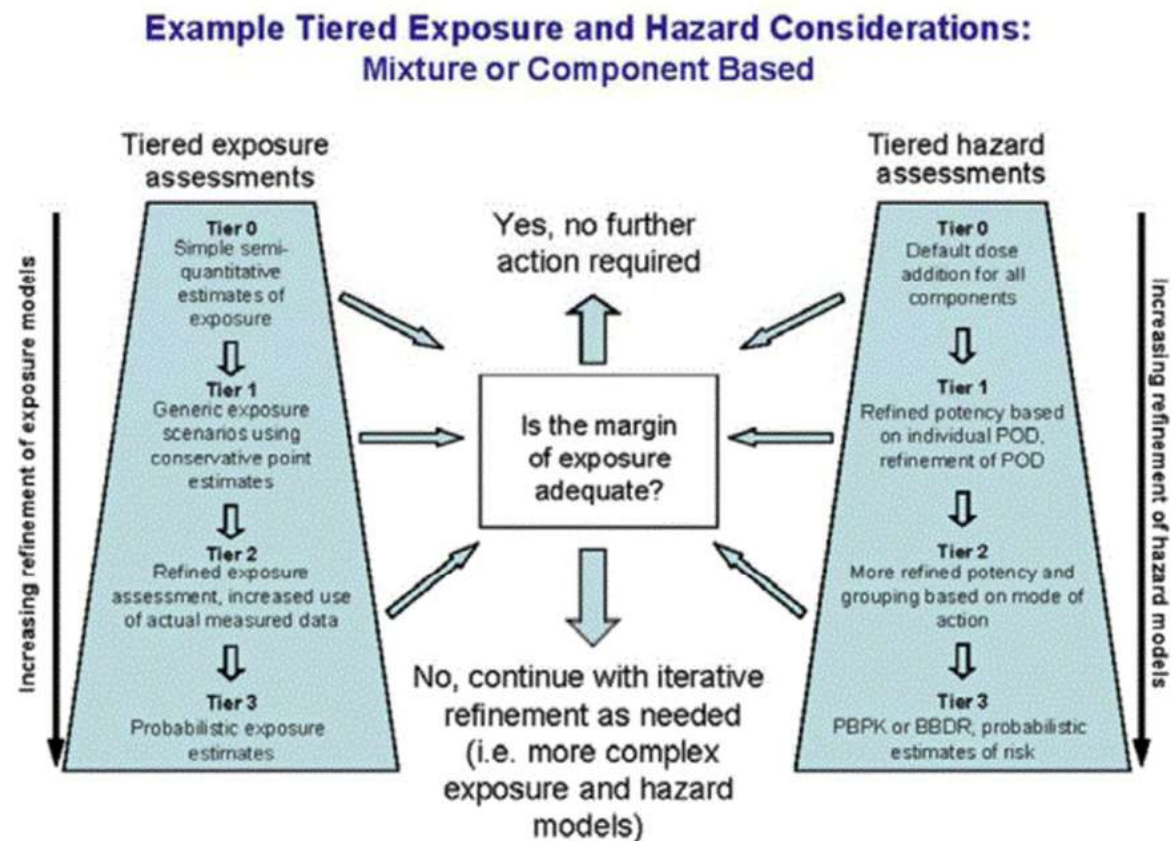 Example Tiered Exposure and Hazard Considerations:
Mixture or Component Based
Tiered exposure
assessments
Increasing refinement of exposure models
Tier 0
Simple semi-
quantitative
estimates of
exposure
Tier 1
Generic exposure
scenarios using
conservative point
estimates
Tier 2
Refined exposure
assessment, increased use
of actual measured data
Tier 3
Probabilistic exposure
estimates
Yes, no further
action required
Is the margin
of exposure
adequate?
No, continue with iterative
refinement as needed
(i.e. more complex
exposure and hazard
models)
Tiered hazard
assessments
Tier 0
Default dose
addition for all
components
Tier 1
Refined potency based
on individual POD,
refinement of POD
Tier 2
More refined potency and
grouping based on mode of
action
Tier 3
PBPK or BBDR, probabilistic
estimates of risk
Increasing refinement of hazard models